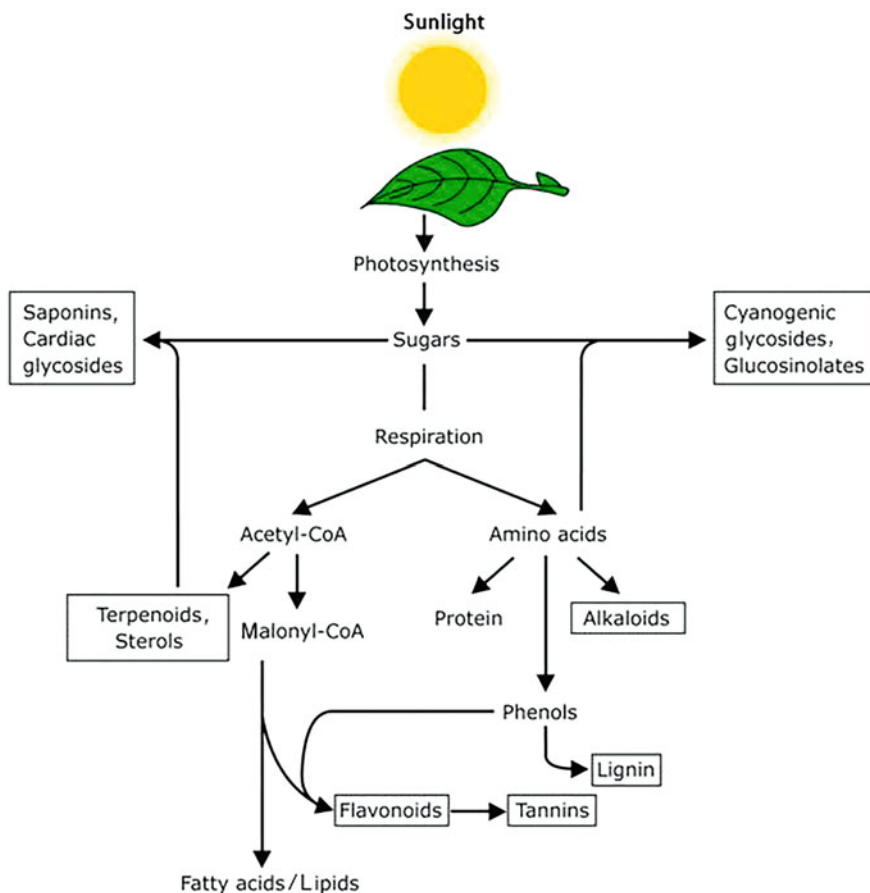 Sunlight
Photosynthesis
Saponins,
Cardiac
glycosides
Sugars
Cyanogenic
glycosides,
Glucosinolates
Respiration
Acetyl-CoA
Amino acids
Terpenoids,
Sterols
Malonyl-CoA
Protein
Alkaloids
Phenols
Lignin
Flavonoids
Tannins
Fatty acids/Lipids